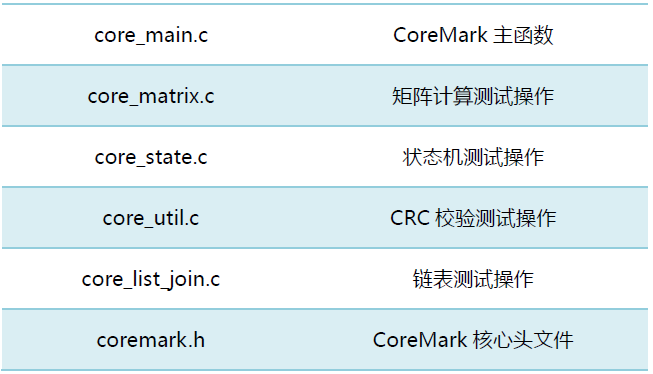 core_main.c CoreMark 主函数
core_matrix.c 矩阵计算测试操作
core_state.c 状态机测试操作
core_util.c CRC 校验测试操作
core_list_join.c 链表测试操作
coremark.h CoreMark 核心头文件